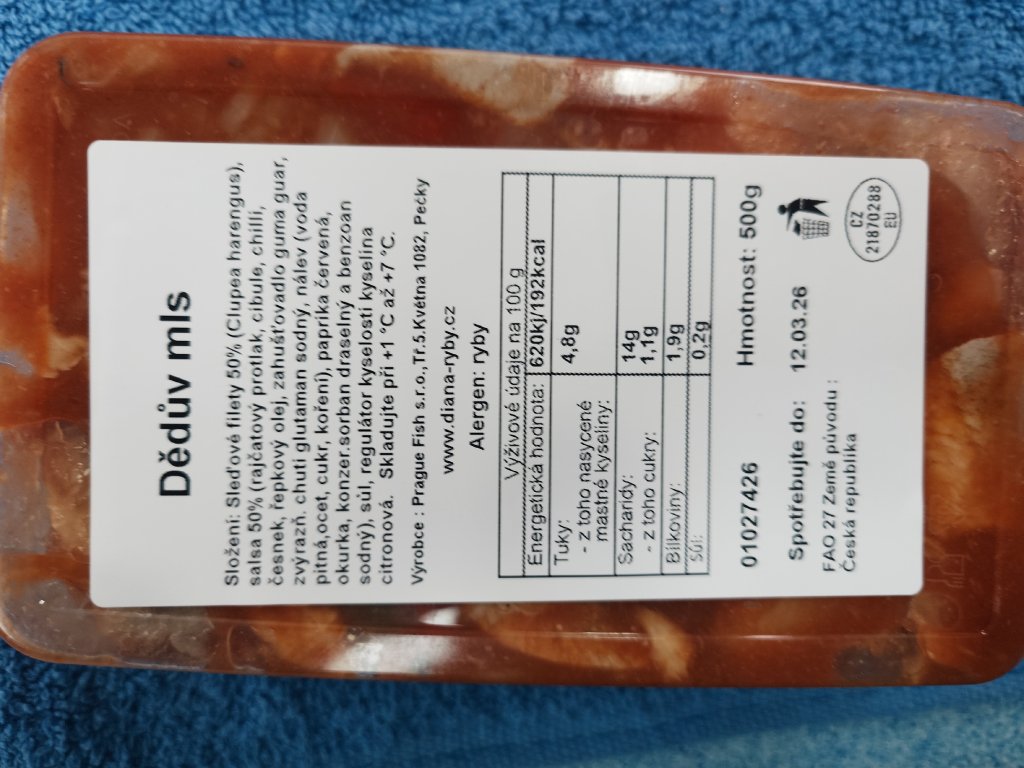 Dědův mls
Složení: Sleďové filety 50% (Clupea harengus),
salsa 50% (rajčatový protlak, cibule, chilli,
česnek, řepkový olej, zahušťovadlo guma guar,
zvýrazň. chuti glutaman sodný, nálev (voda
pitná,ocet, cukr, koření), paprika červená,
okurka, konzer.sorban draselný a benzoan
sodný), sůl, regulátor kyselosti kyselina
citronová. Skladujte při +1 °C až +7 °C.
Vyrobce : Prague Fish s.r.o.,Tř.5.Května 1082, Pečky
www.diana-ryby.cz
Alergen: ryby
Výživové údaje na 100 g
Energetická hodnota: 620kj/192kcal
Tuky: 4,8g
- z toho nasycené
mastné kyseliny:
Sacharidy: 14g
- z toho cukry: 1,1g
Bílkoviny: 1,9g
Sůl: 0,2g
01027426 Hmotnost: 500g
Spotřebujte do: 12.03.26
FAO 27 Země původu :
Česká republika
CZ
21870288
EU